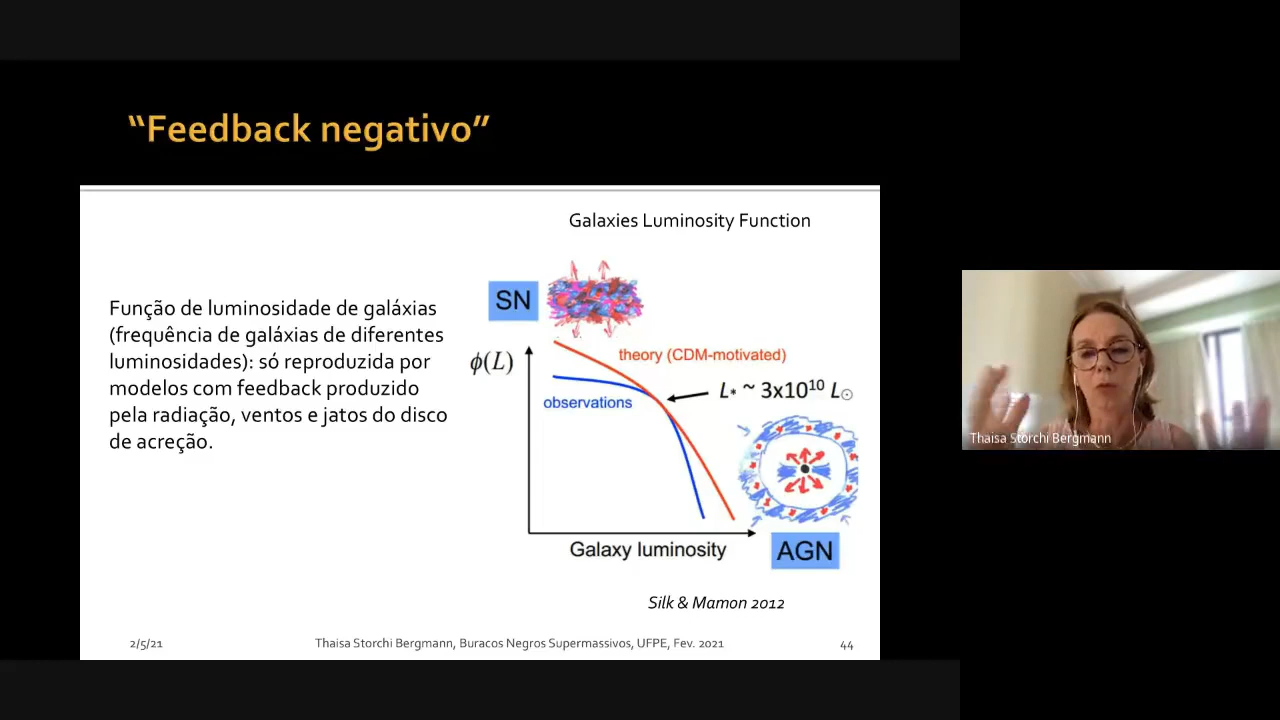 “Feedback negativo”
Galaxies Luminosity Function
Função de luminosidade de galáxias
(frequência de galáxias de diferentes
luminosidades): só reproduzida por
modelos com feedback produzido
pela radiação, ventos e jatos do disco
de acreção.
SN
ϕ(L)
theory (CDM-motivated)
observations
L* ~ 3x10¹⁰ L☉
Galaxy luminosity
AGN
Silk & Mamon 2012
2/5/21
Thaisa Storchi Bergmann, Buracos Negros Supermassivos, UFPE, Fev. 2021
44
Thaisa Storchi Bergmann